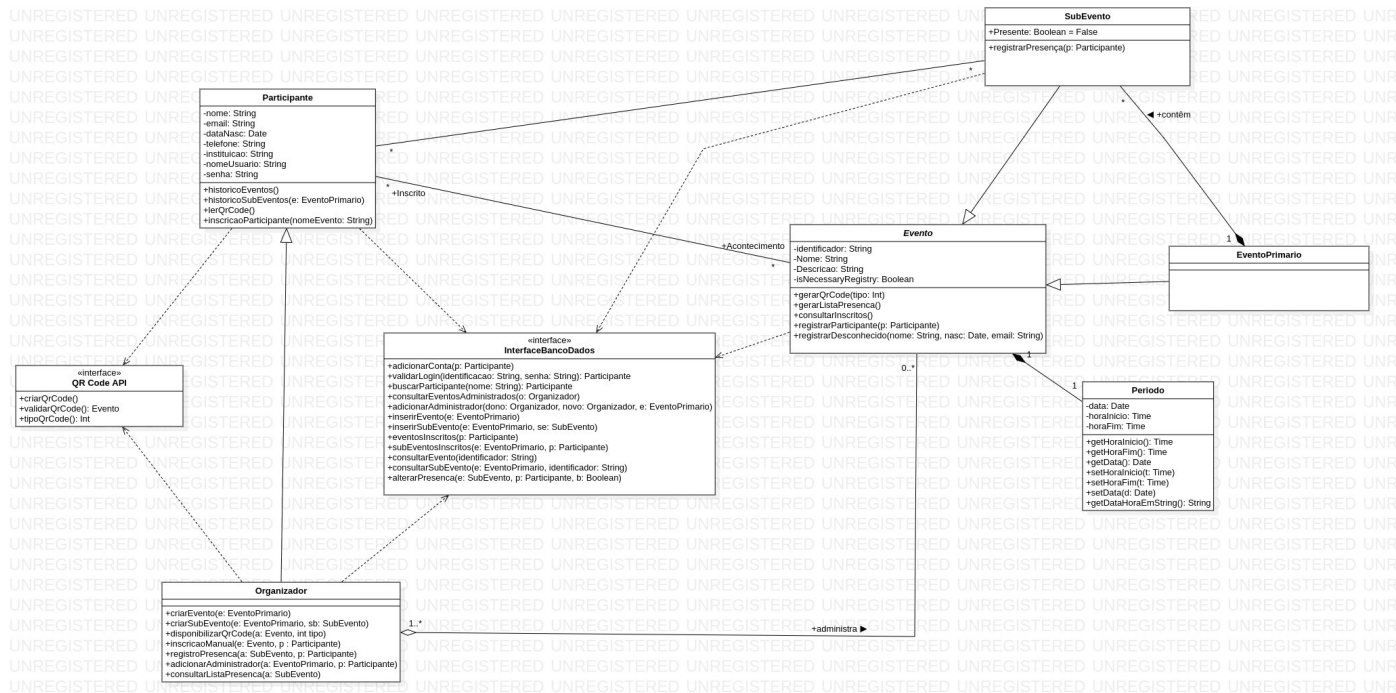 SubEvento
+Presente: Boolean = False
+registrarPresença(p: Participante)
*
*
+contêm
1
Participante
-nome: String
-email: String
-dataNasc: Date
-telefone: String
-instituicao: String
-nomeUsuario: String
-senha: String
+historicoEventos()
+historicoSubEventos(e: EventoPrimario)
+lerQrCode()
+inscricaoParticipante(nomeEvento: String)
*
*
+Inscrito
+Acontecimento
*
Evento
-identificador: String
-Nome: String
-Descricao: String
-isNecessaryRegistry: Boolean
+gerarQrCode(tipo: Int)
+gerarListaPresenca()
+consultarInscritos()
+registrarParticipante(p: Participante)
+registrarDesconhecido(nome: String, nasc: Date, email: String)
EventoPrimario
«interface»
InterfaceBancoDados
+adicionarConta(p: Participante)
+validarLogin(identificacao: String, senha: String): Participante
+buscarParticipante(nome: String): Participante
+consultarEventosAdministrados(o: Organizador)
+adicionarAdministrador(dono: Organizador, novo: Organizador, e: EventoPrimario)
+inserirEvento(e: EventoPrimario)
+inserirSubEvento(e: EventoPrimario, se: SubEvento)
+eventosInscritos(p: Participante)
+subEventosInscritos(e: EventoPrimario, p: Participante)
+consultarEvento(identificador: String)
+consultarSubEvento(e: EventoPrimario, identificador: String)
+alterarPresenca(e: SubEvento, p: Participante, b: Boolean)
«interface»
QR Code API
+criarQrCode()
+validarQrCode(): Evento
+tipoQrCode(): Int
0..*
1
1
Periodo
-data: Date
-horaInicio: Time
-horaFim: Time
+getHoraInicio(): Time
+getHoraFim(): Time
+getData(): Date
+setHoraInicio(t: Time)
+setHoraFim(t: Time)
+setData(d: Date)
+getDataHoraEmString(): String
Organizador
+criarEvento(e: EventoPrimario)
+criarSubEvento(e: EventoPrimario, sb: SubEvento)
+disponibilizarQrCode(a: Evento, int tipo)
+inscricaoManual(e: Evento, p : Participante)
+registroPresenca(a: SubEvento, p: Participante)
+adicionarAdministrador(a: EventoPrimario, p: Participante)
+consultarListaPresenca(a: SubEvento)
1..*
+administra